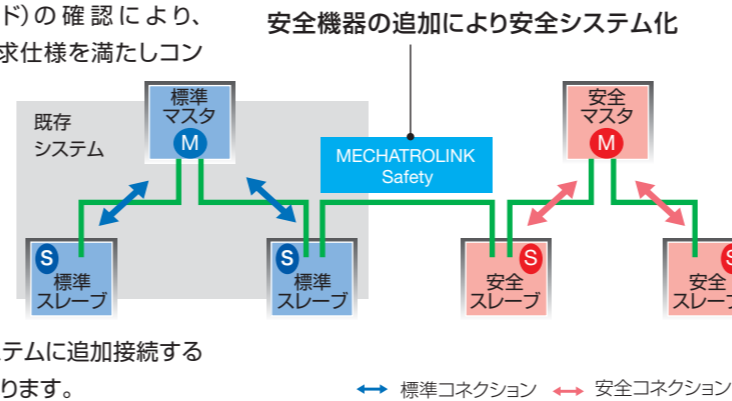 ド)の確認により、
求仕様を満たしコン
安全機器の追加により安全システム化
既存
システム
標準
マスタ
M
MECHATROLINK
Safety
安全
マスタ
M
S
標準
スレーブ
S
標準
スレーブ
S
安全
スレーブ
S
安全
スレーブ
ステムに追加接続する
ります。
標準コネクション
安全コネクション